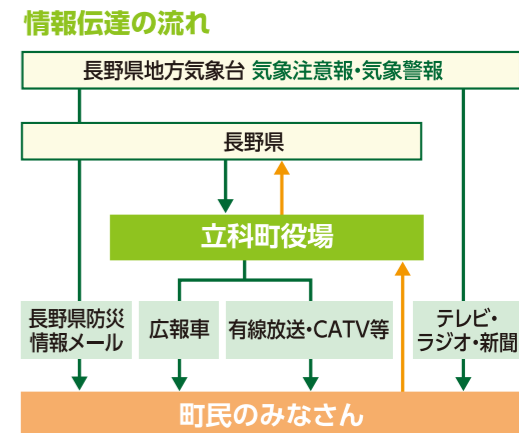 情報伝達の流れ
長野県地方気象台 気象注意報・気象警報
長野県
立科町役場
長野県防災
情報メール
広報車
有線放送・CATV等
テレビ・
ラジオ・新聞
町民のみなさん